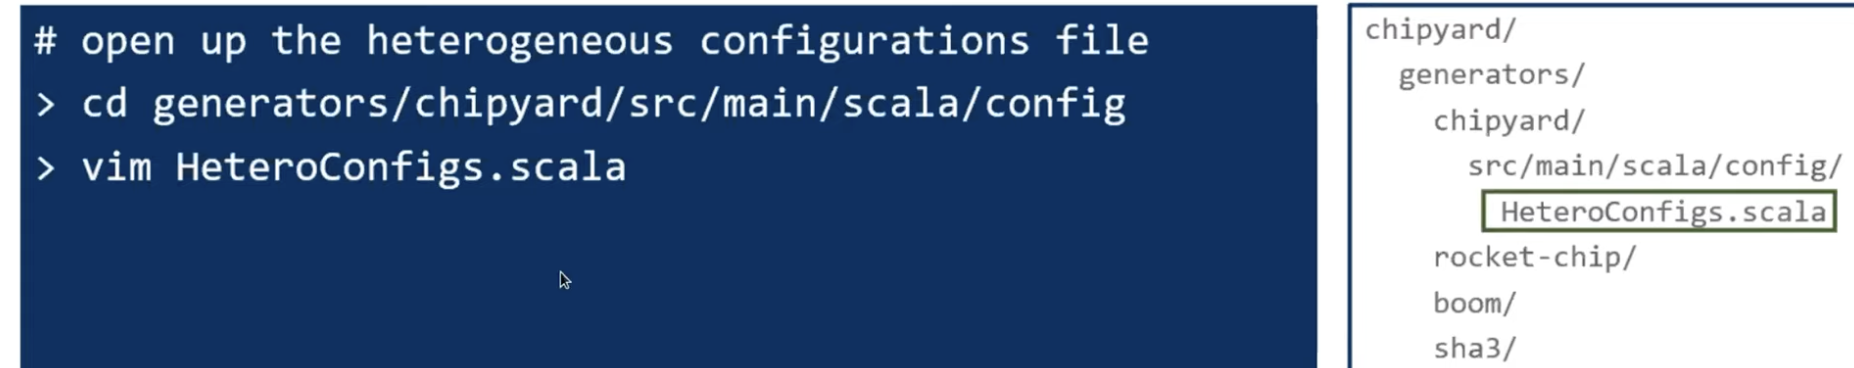 # open up the heterogeneous configurations file
> cd generators/chipyard/src/main/scala/config
> vim HeteroConfigs.scala
chipyard/
generators/
chipyard/
src/main/scala/config/
HeteroConfigs.scala
rocket-chip/
boom/
sha3/